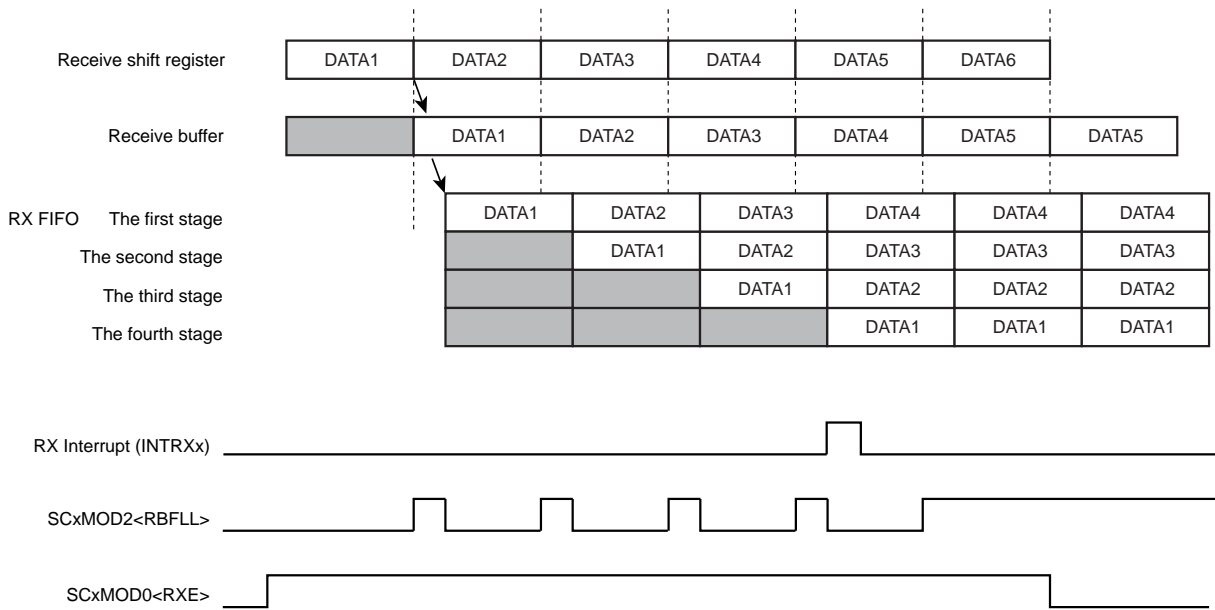 Receive shift register DATA1 DATA2 DATA3 DATA4 DATA5 DATA6
Receive buffer DATA1 DATA2 DATA3 DATA4 DATA5 DATA5
RX FIFO The first stage DATA1 DATA2 DATA3 DATA4 DATA4 DATA4
The second stage DATA1 DATA2 DATA3 DATA3 DATA3
The third stage DATA1 DATA2 DATA2 DATA2
The fourth stage DATA1 DATA1 DATA1
RX Interrupt (INTRXx)
SCxMOD2<RBFLL>
SCxMOD0<RXE>